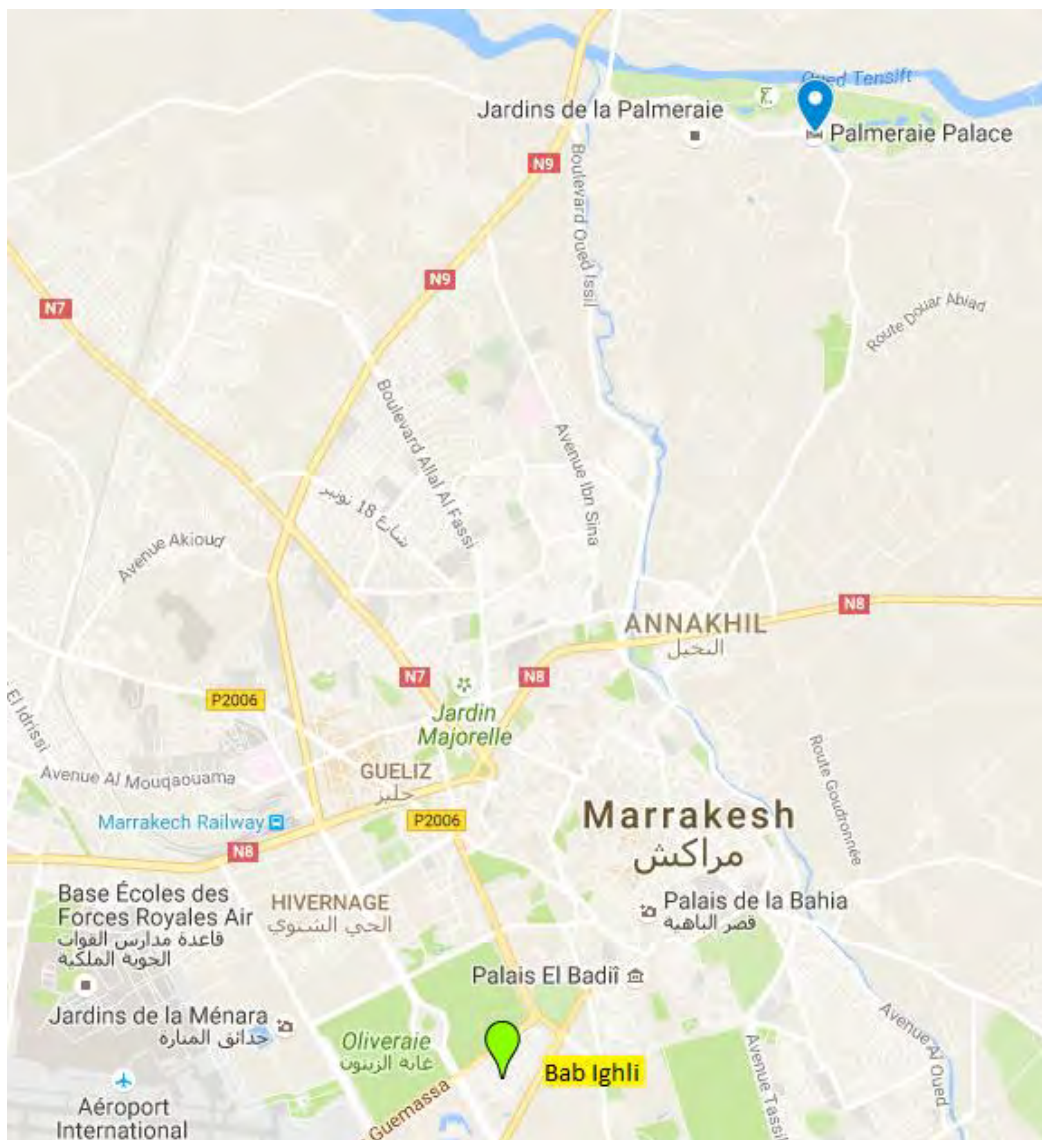 Oued Tensift
Jardins de la Palmeraie
Palmeraie Palace
N9
Boulevard Oued Issil
N9
N7
Route Douar Abiad
Boulevard Allal Al Fassi
Avenue Ibn Sina
شارع 18 نونبر
Avenue Akioud
N8
ANNAKHIL
النخيل
N7
N8
P2006
El Idrissi
Jardin
Majorelle
Route Goudronnée
GUELIZ
جليز
Avenue Al Mouqaouama
Marrakech Railway
P2006
Marrakesh
مراكش
N8
Base Écoles des
Forces Royales Air
قاعدة مدارس القوات
الجوية الملكية
HIVERNAGE
الحي الشتوي
Palais de la Bahia
قصر الباهية
Palais El Badiî
Jardins de la Ménara
حدائق المنارة
Oliveraie
غابة الزيتون
Avenue Al Oued
Avenue Tassil
Bab Ighli
Guemassa
Aéroport
International